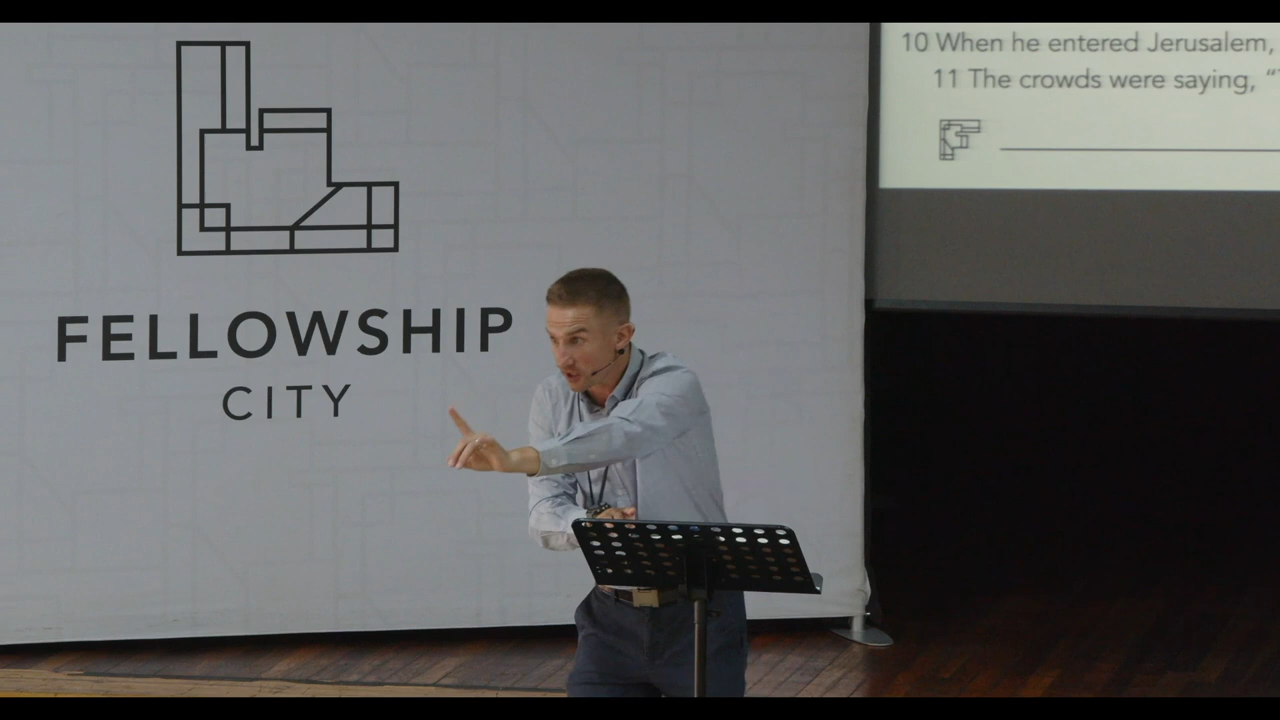 FELLOWSHIP
CITY
10 When he entered Jerusalem,
11 The crowds were saying, “